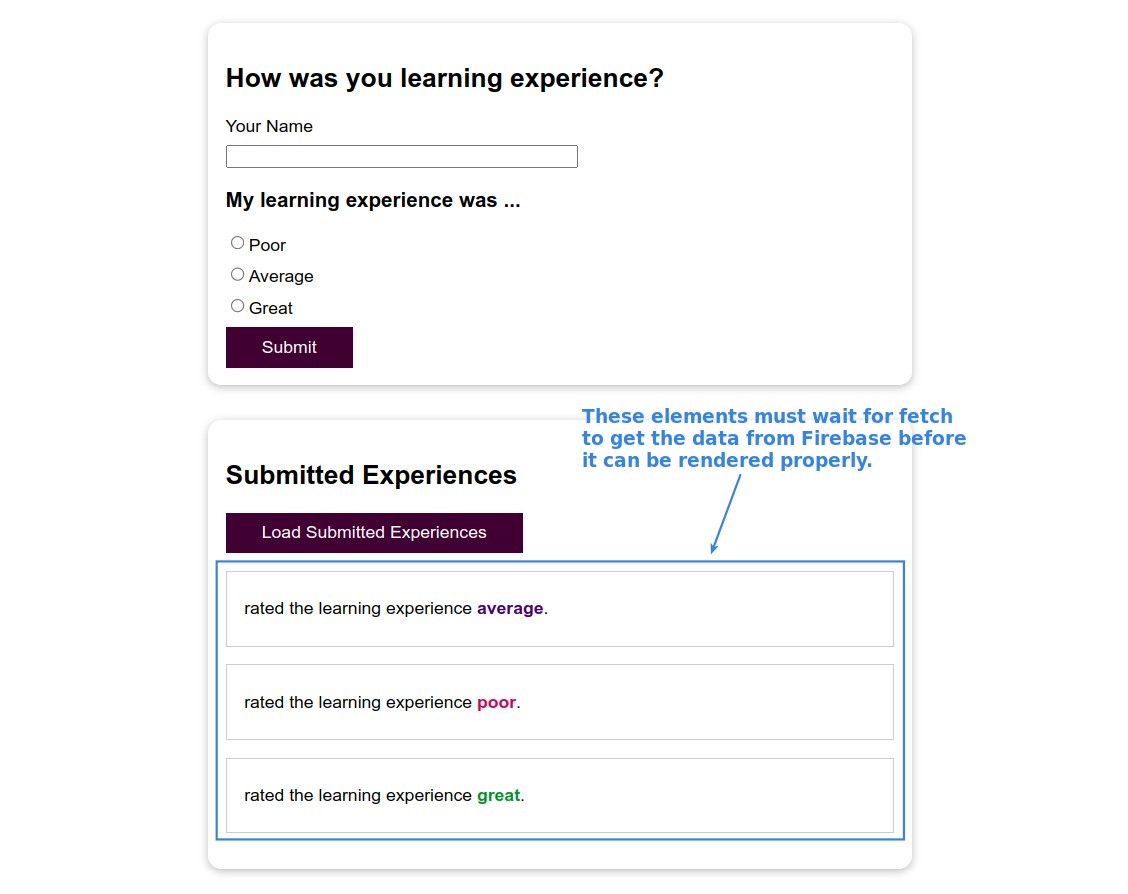 How was you learning experience?
Your Name
My learning experience was ...
Poor
Average
Great
Submit
These elements must wait for fetch
to get the data from Firebase before
it can be rendered properly.
Submitted Experiences
Load Submitted Experiences
rated the learning experience average.
rated the learning experience poor.
rated the learning experience great.